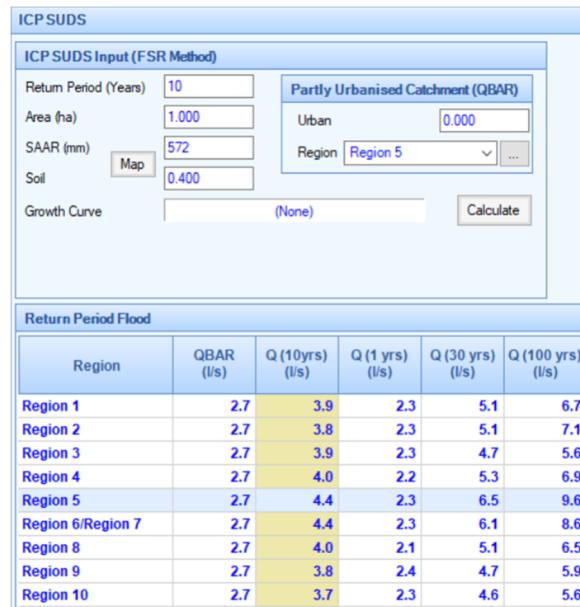 ICP SUDS
ICP SUDS Input (FSR Method)
Return Period (Years) 10
Partly Urbanised Catchment (QBAR)
Area (ha) 1.000
Urban 0.000
SAAR (mm) 572
Map
Region Region 5 ...
Soil 0.400
Growth Curve (None) Calculate
Return Period Flood
Region QBAR (l/s) Q (10yrs) (l/s) Q (1 yrs) (l/s) Q (30 yrs) (l/s) Q (100 yrs) (l/s)
Region 1 2.7 3.9 2.3 5.1 6.7
Region 2 2.7 3.8 2.3 5.1 7.1
Region 3 2.7 3.9 2.3 4.7 5.6
Region 4 2.7 4.0 2.2 5.3 6.9
Region 5 2.7 4.4 2.3 6.5 9.6
Region 6/Region 7 2.7 4.4 2.3 6.1 8.6
Region 8 2.7 4.0 2.1 5.1 6.5
Region 9 2.7 3.8 2.4 4.7 5.9
Region 10 2.7 3.7 2.3 4.6 5.6